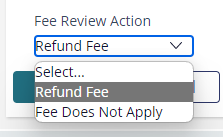 Fee Review Action
Refund Fee
Select...
Refund Fee
Fee Does Not Apply